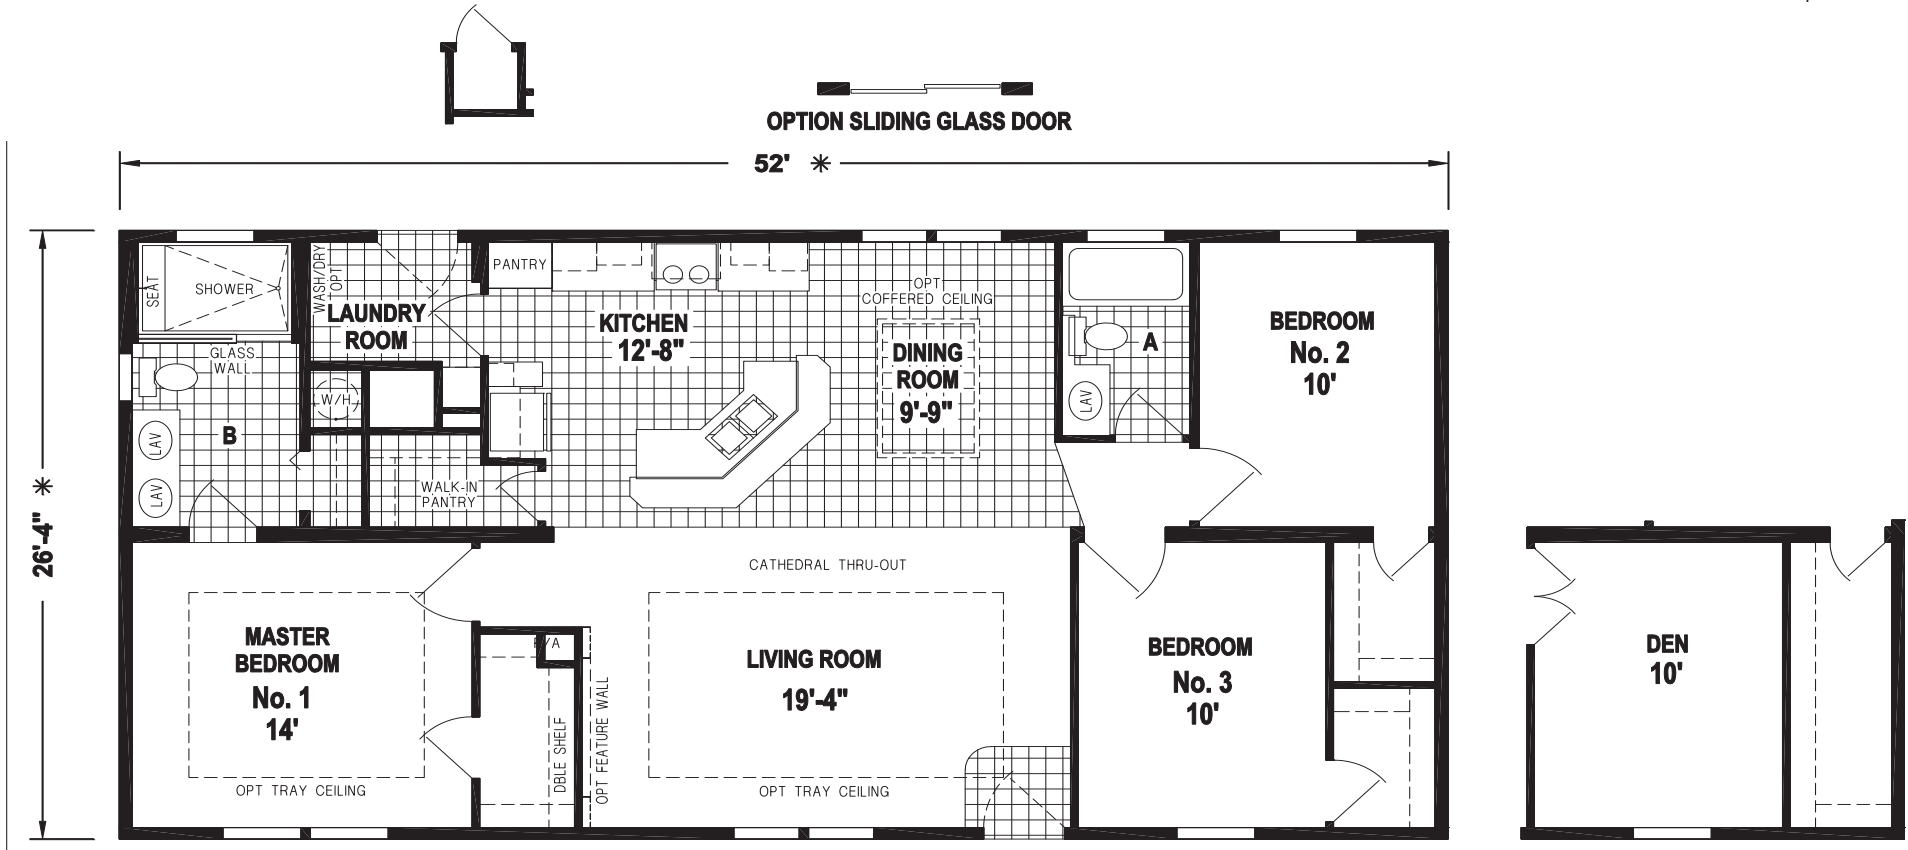 OPTION SLIDING GLASS DOOR
52' ✳
26'-4" ✳
SEAT
SHOWER
GLASS
WALL
LAV
LAV
B
WASH/DRY
OPT
LAUNDRY
ROOM
W/H
PANTRY
KITCHEN
12'-8"
WALK-IN
PANTRY
OPT
COFFERED CEILING
DINING
ROOM
9'-9"
A
LAV
BEDROOM
No. 2
10'
MASTER
BEDROOM
No. 1
14'
OPT TRAY CEILING
/A
DBLE SHELF
OPT FEATURE WALL
CATHEDRAL THRU-OUT
LIVING ROOM
19'-4"
OPT TRAY CEILING
BEDROOM
No. 3
10'
DEN
10'